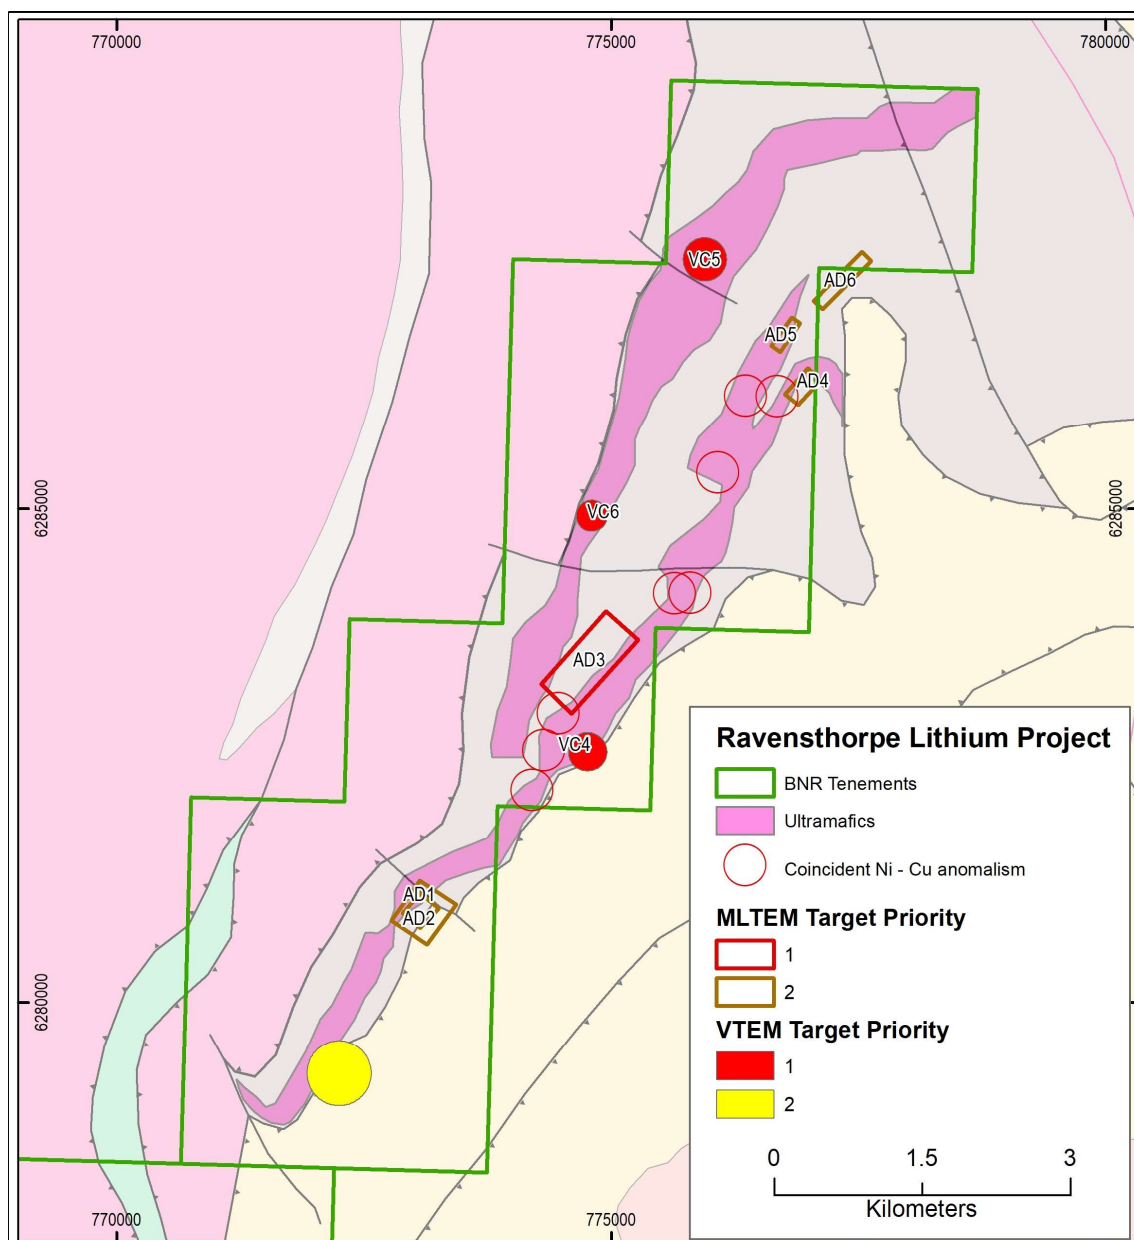 770000
775000
780000
VC5
AD6
AD5
AD4
6285000
6285000
VC6
AD3
VC4
AD1
AD2
6280000
Ravensthorpe Lithium Project
BNR Tenements
Ultramafics
Coincident Ni - Cu anomalism
MLTEM Target Priority
1
2
VTEM Target Priority
1
2
0 1.5 3
Kilometers
770000
775000